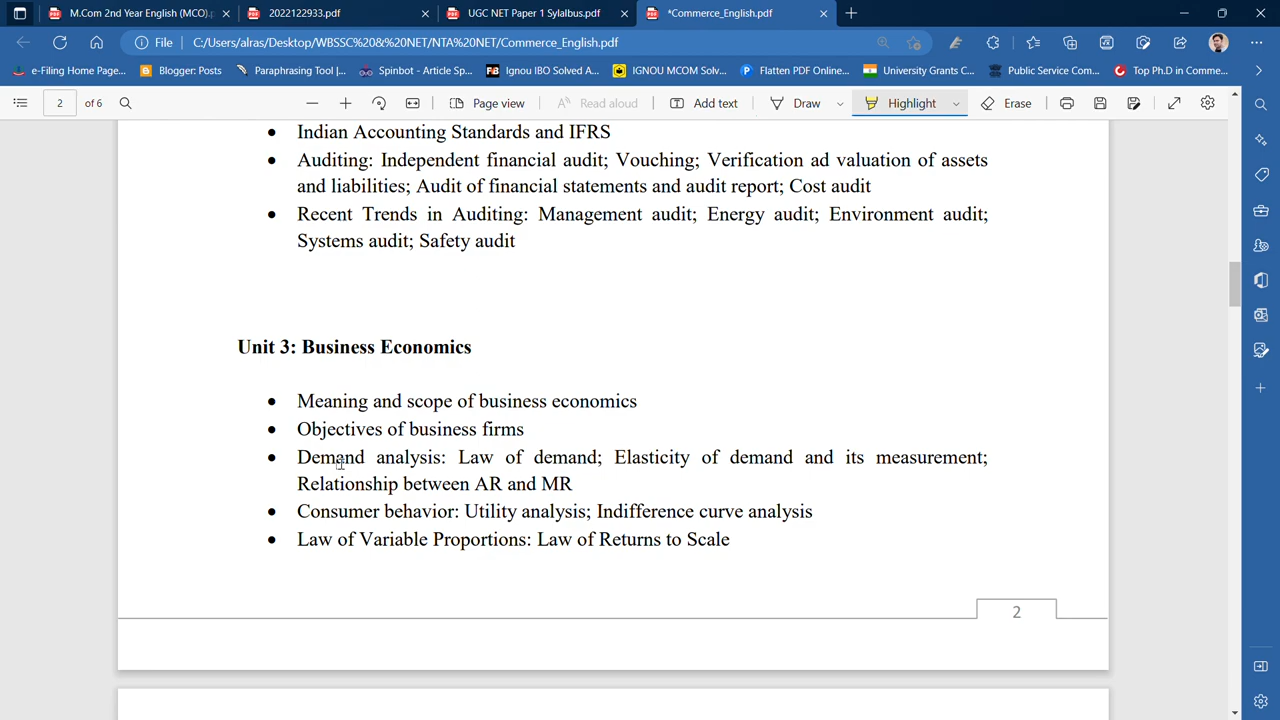 M.Com 2nd Year English (MCO).p
2022122933.pdf
UGC NET Paper 1 Sylalbus.pdf
*Commerce_English.pdf
File
C:/Users/alras/Desktop/WBSSC%20&%20NET/NTA%20NET/Commerce_English.pdf
e-Filing Home Page...
Blogger: Posts
Paraphrasing Tool |...
Spinbot - Article Sp...
Ignou IBO Solved A...
IGNOU MCOM Solv...
Flatten PDF Online...
University Grants C...
Public Service Com...
Top Ph.D in Comme...
2 of 6
Page view
Read aloud
Add text
Draw
Highlight
Erase
• Indian Accounting Standards and IFRS
• Auditing: Independent financial audit; Vouching; Verification ad valuation of assets
and liabilities; Audit of financial statements and audit report; Cost audit
• Recent Trends in Auditing: Management audit; Energy audit; Environment audit;
Systems audit; Safety audit
Unit 3: Business Economics
• Meaning and scope of business economics
• Objectives of business firms
• Demand analysis: Law of demand; Elasticity of demand and its measurement;
Relationship between AR and MR
• Consumer behavior: Utility analysis; Indifference curve analysis
• Law of Variable Proportions: Law of Returns to Scale
2